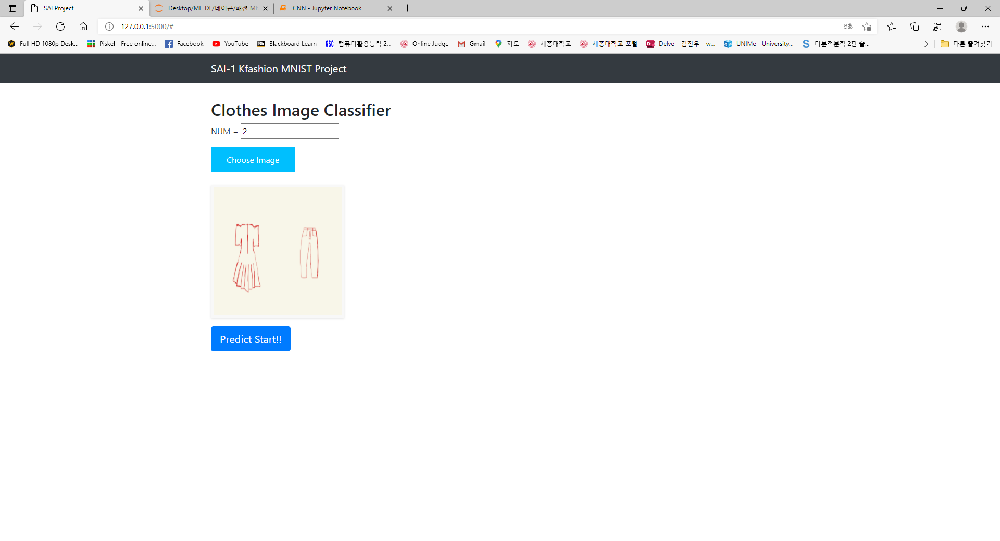 SAI Project
Desktop/ML_DL/데이콘/패션 MN
CNN - Jupyter Notebook
127.0.0.1:5000/#
Full HD 1080p Desk...
Piskel - Free online...
Facebook
YouTube
Bb Blackboard Learn
GSC 컴퓨터활용능력 2...
Online Judge
Gmail
지도
세종대학교
세종대학교 포털
Delve – 김진우 – w...
UNIMe - University...
미분적분학 2판 솔...
다른 즐겨찾기
SAI-1 Kfashion MNIST Project
Clothes Image Classifier
NUM = 2
Choose Image
Predict Start!!